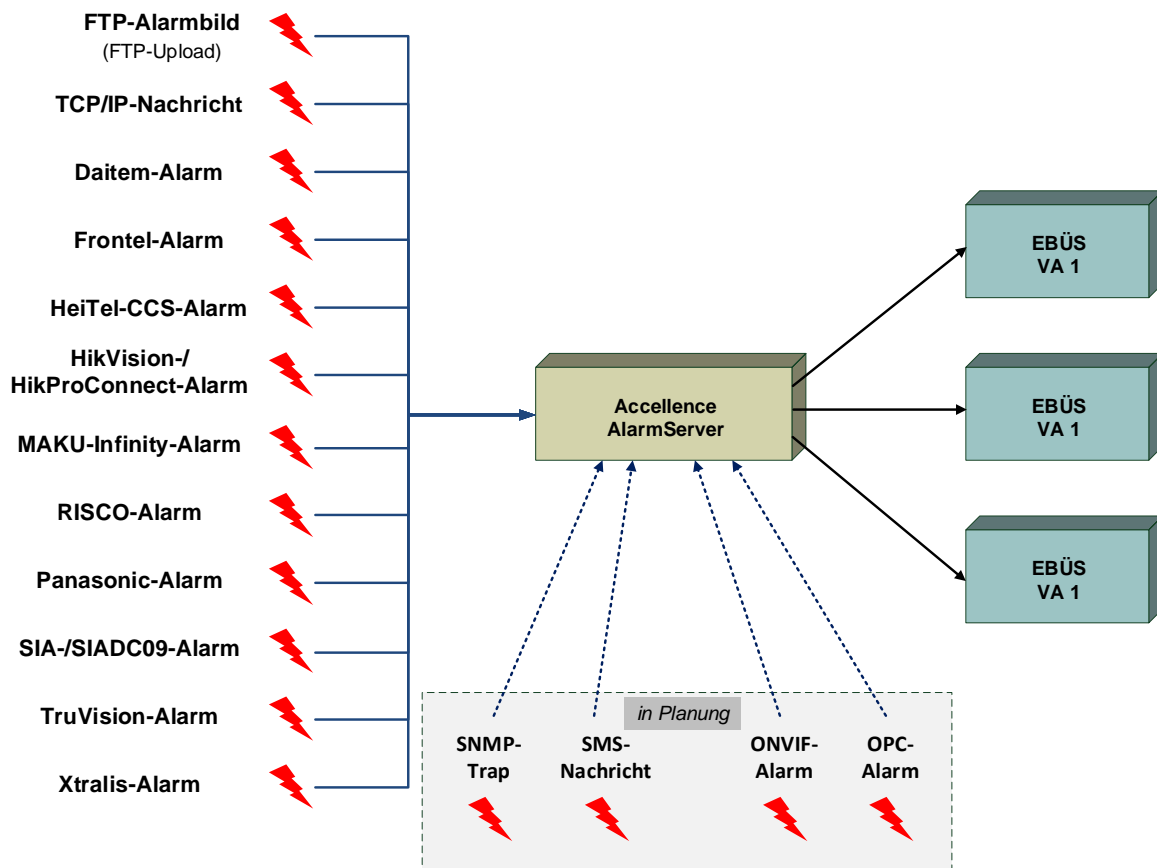 FTP-Alarmbild
(FTP-Upload)
TCP/IP-Nachricht
Daitem-Alarm
Frontel-Alarm
HeiTel-CCS-Alarm
HikVision-/
HikProConnect-Alarm
MAKU-Infinity-Alarm
RISCO-Alarm
Panasonic-Alarm
SIA-/SIADC09-Alarm
TruVision-Alarm
Xtralis-Alarm
Accellence
AlarmServer
EBÜS
VA 1
EBÜS
VA 1
EBÜS
VA 1
in Planung
SNMP-
Trap
SMS-
Nachricht
ONVIF-
Alarm
OPC-
Alarm